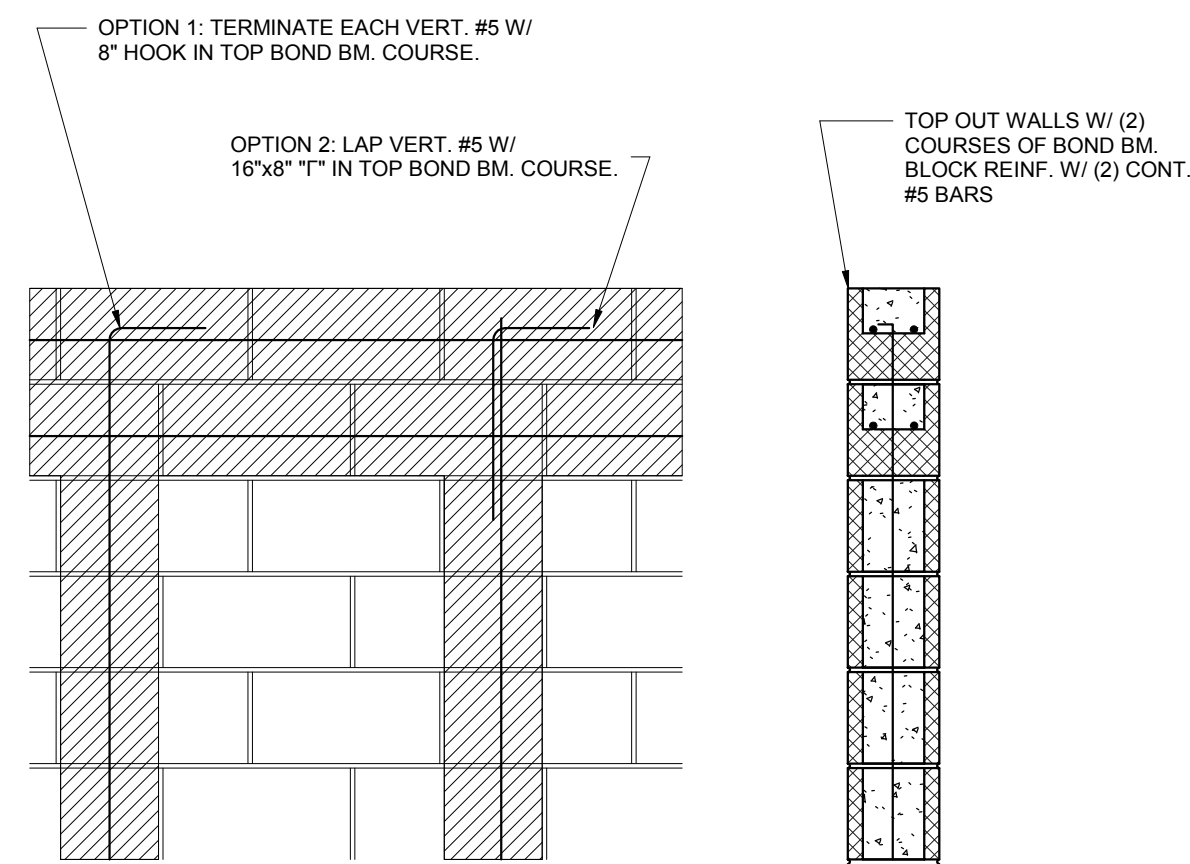 OPTION 1: TERMINATE EACH VERT. #5 W/
8" HOOK IN TOP BOND BM. COURSE.
OPTION 2: LAP VERT. #5 W/
16"x8" "Γ" IN TOP BOND BM. COURSE.
TOP OUT WALLS W/ (2)
COURSES OF BOND BM.
BLOCK REINF. W/ (2) CONT.
#5 BARS